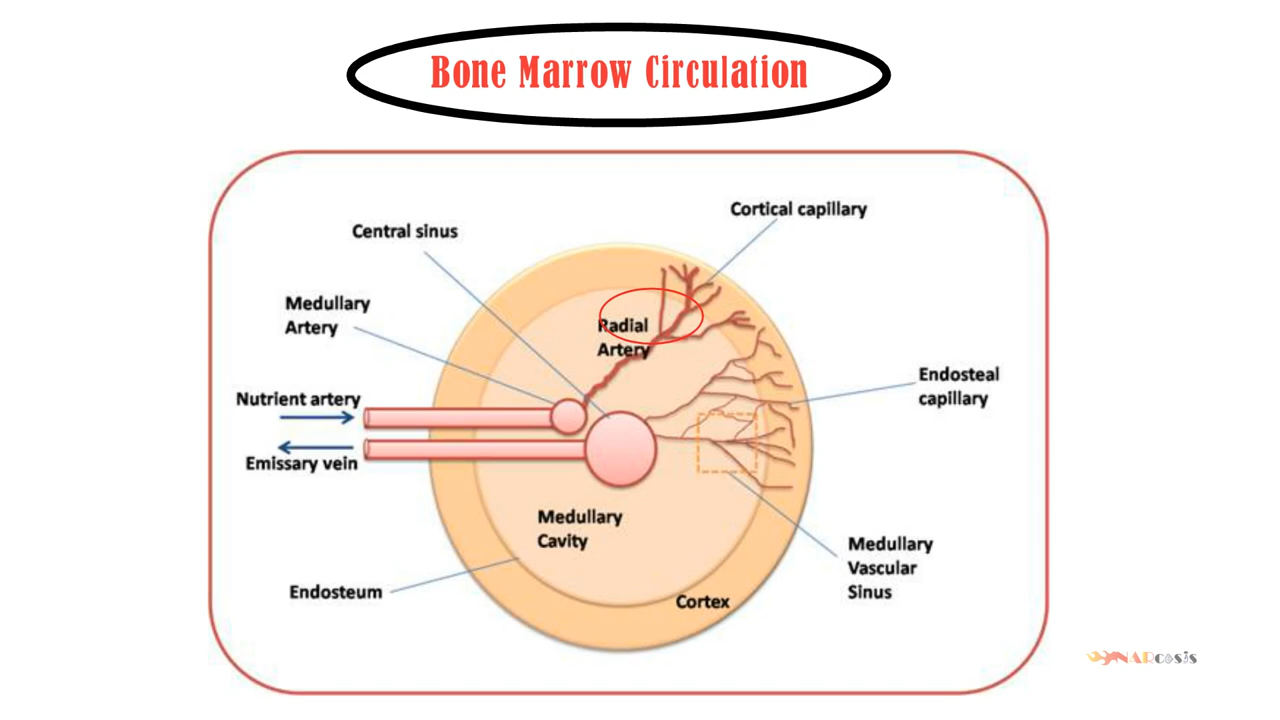 Bone Marrow Circulation
Cortical capillary
Central sinus
Medullary
Artery
Radial
Artery
Endosteal
capillary
Nutrient artery
Emissary vein
Medullary
Cavity
Medullary
Vascular
Sinus
Endosteum
Cortex
NARcosis